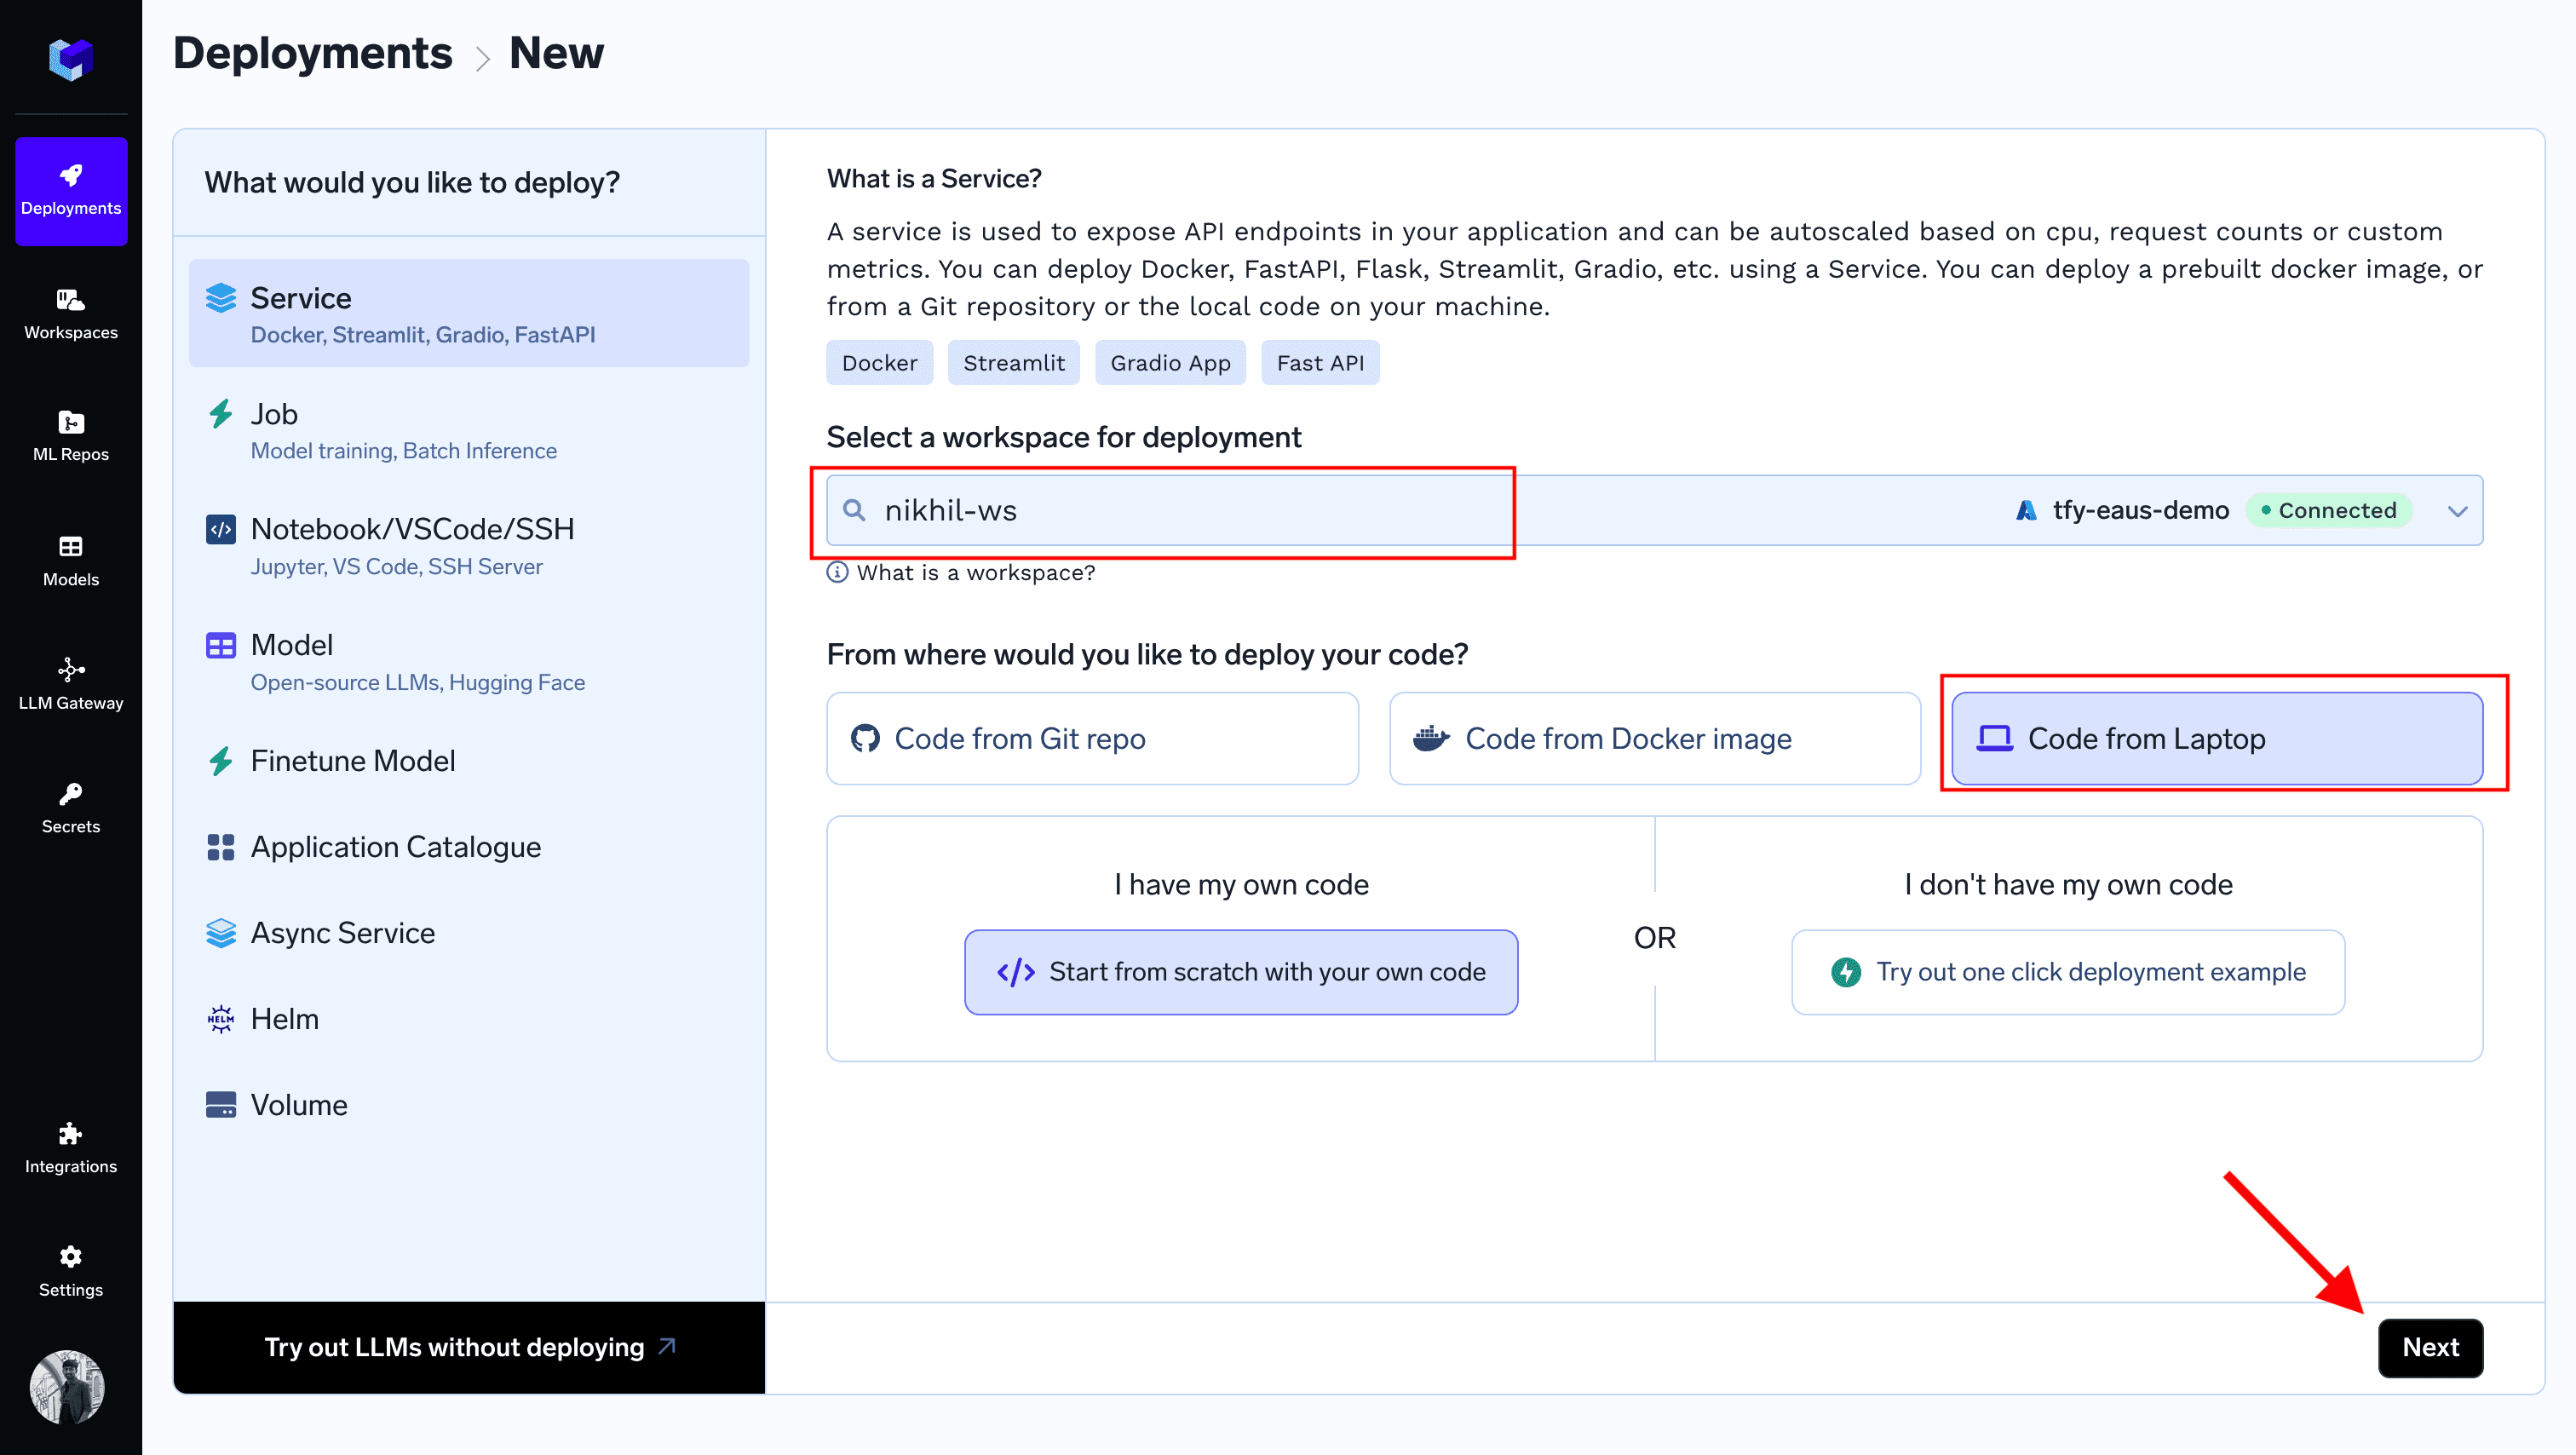 Deployments > New
Deployments
Workspaces
ML Repos
Models
LLM Gateway
Secrets
Integrations
Settings
What would you like to deploy?
Service
Docker, Streamlit, Gradio, FastAPI
Job
Model training, Batch Inference
</>
Notebook/VSCode/SSH
Jupyter, VS Code, SSH Server
Model
Open-source LLMs, Hugging Face
Finetune Model
Application Catalogue
Async Service
HELM
Helm
Volume
Try out LLMs without deploying
What is a Service?
A service is used to expose API endpoints in your application and can be autoscaled based on cpu, request counts or custom
metrics. You can deploy Docker, FastAPI, Flask, Streamlit, Gradio, etc. using a Service. You can deploy a prebuilt docker image, or
from a Git repository or the local code on your machine.
Docker Streamlit Gradio App Fast API
Select a workspace for deployment
nikhil-ws tfy-eaus-demo Connected
What is a workspace?
From where would you like to deploy your code?
Code from Git repo Code from Docker image Code from Laptop
I have my own code
</> Start from scratch with your own code
OR
I don't have my own code
Try out one click deployment example
Next